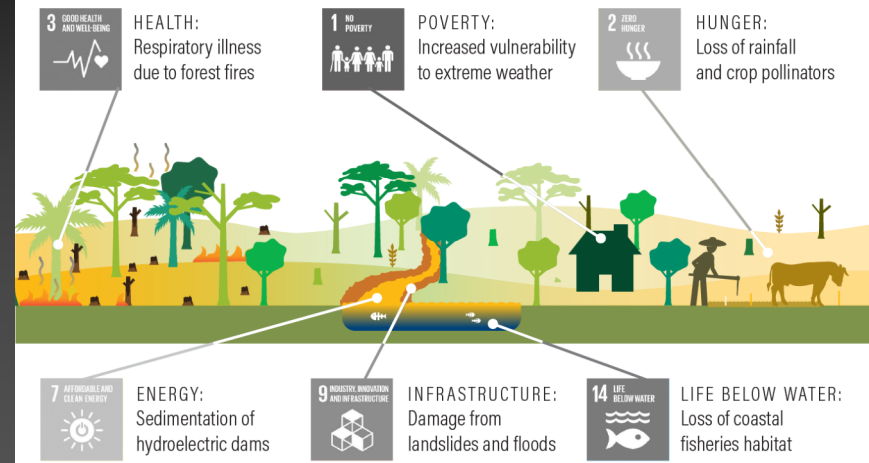 3 GOOD HEALTH
AND WELL-BEING
HEALTH:
Respiratory illness
due to forest fires
1 NO
POVERTY
POVERTY:
Increased vulnerability
to extreme weather
2 ZERO
HUNGER
HUNGER:
Loss of rainfall
and crop pollinators
7 AFFORDABLE AND
CLEAN ENERGY
ENERGY:
Sedimentation of
hydroelectric dams
9 INDUSTRY, INNOVATION
AND INFRASTRUCTURE
INFRASTRUCTURE:
Damage from
landslides and floods
14 LIFE
BELOW WATER
LIFE BELOW WATER:
Loss of coastal
fisheries habitat